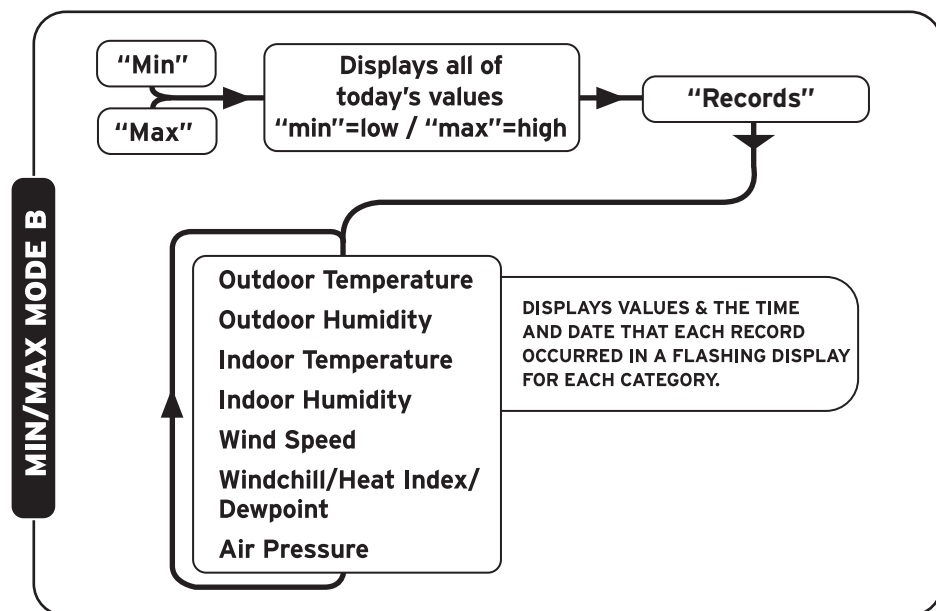 MIN/MAX MODE B
“Min”
“Max”
Displays all of
today's values
“min”=low / “max”=high
“Records”
Outdoor Temperature
Outdoor Humidity
Indoor Temperature
Indoor Humidity
Wind Speed
Windchill/Heat Index/
Dewpoint
Air Pressure
DISPLAYS VALUES & THE TIME
AND DATE THAT EACH RECORD
OCCURRED IN A FLASHING DISPLAY
FOR EACH CATEGORY.